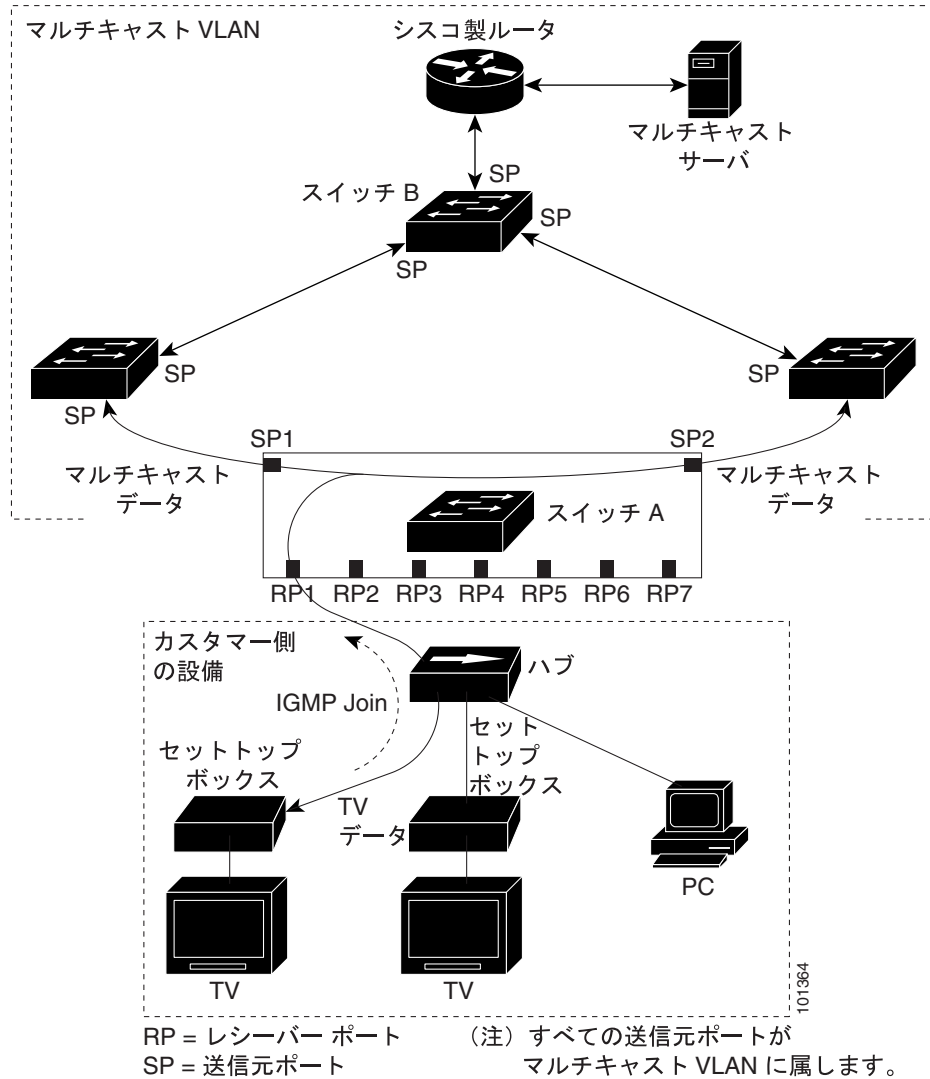 マルチキャスト VLAN
シスコ製ルータ
マルチキャスト
サーバ
SP
スイッチ B
SP
SP
SP
SP
SP
SP1
SP2
マルチキャスト
データ
マルチキャスト
データ
スイッチ A
RP1 RP2 RP3 RP4 RP5 RP6 RP7
カスタマー側
の設備
ハブ
IGMP Join
セット
トップ
ボックス
セットトップ
ボックス
TV
データ
PC
TV
TV
101364
RP = レシーバー ポート
SP = 送信元ポート
（注）すべての送信元ポートが
マルチキャスト VLAN に属します。